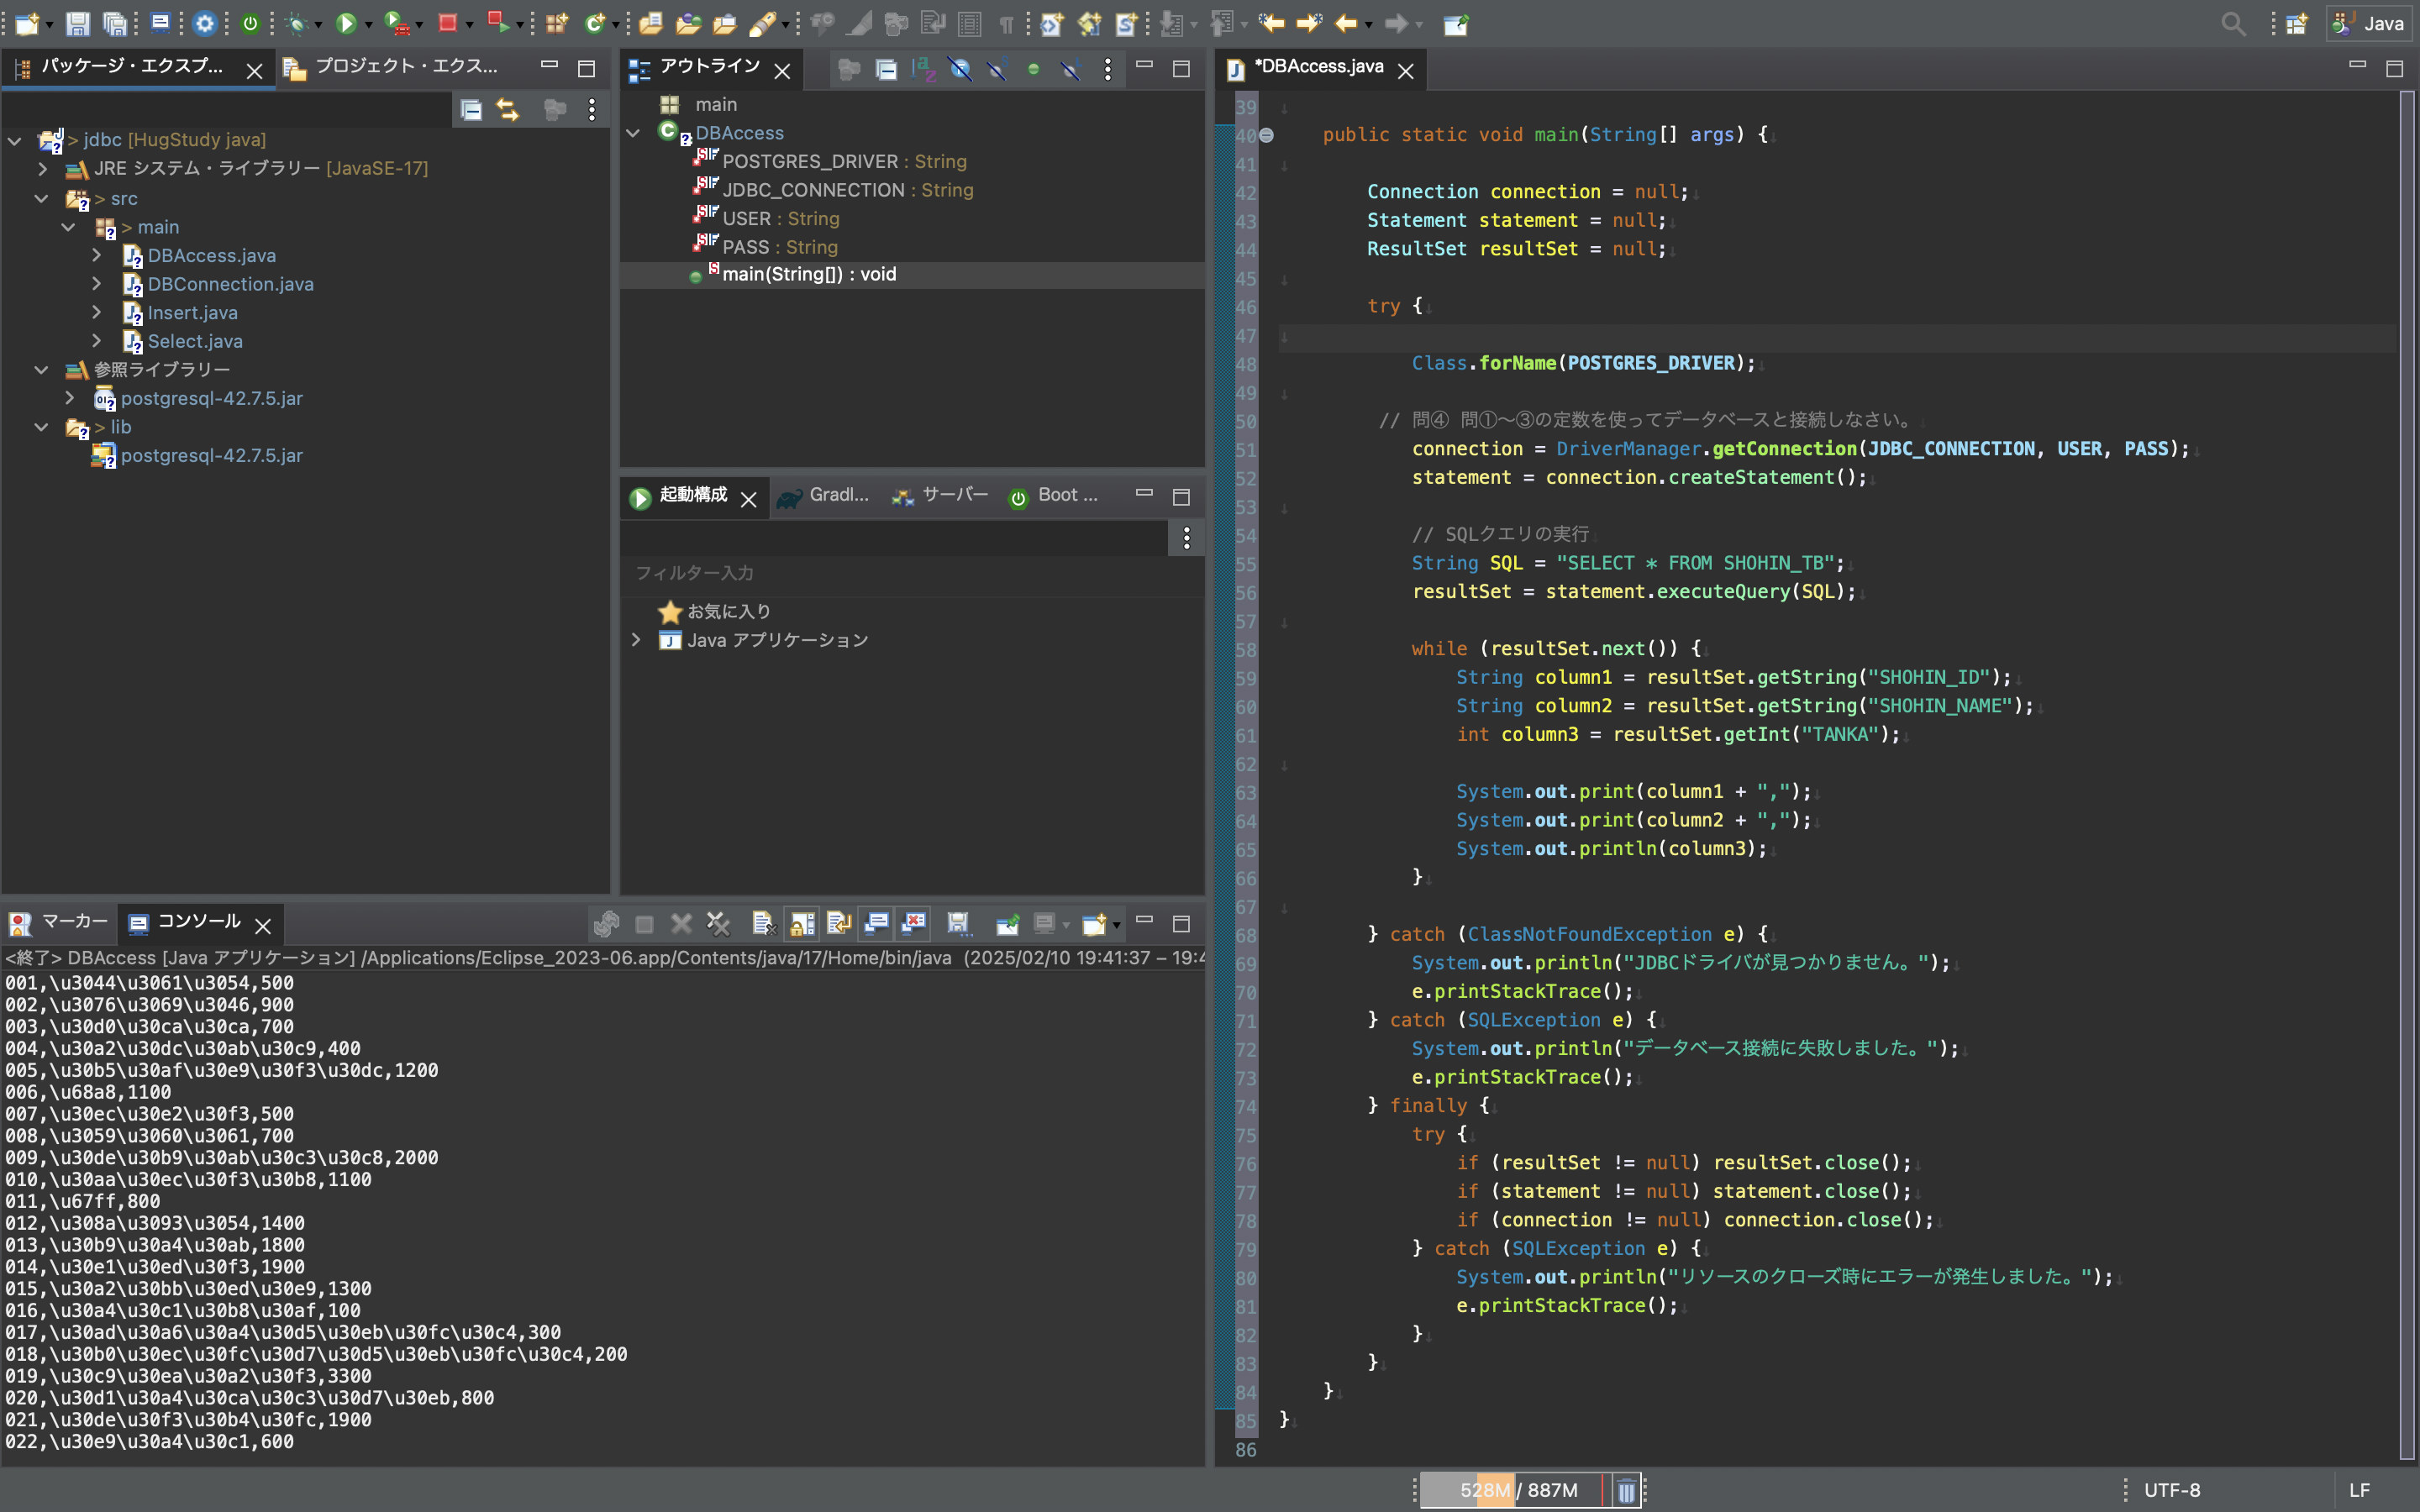 Java
パッケージ・エクスプ...
プロジェクト・エクス...
> jdbc [HugStudy java]
JRE システム・ライブラリー [JavaSE-17]
> src
> main
DBAccess.java
DBConnection.java
Insert.java
Select.java
参照ライブラリー
postgresql-42.7.5.jar
> lib
postgresql-42.7.5.jar
アウトライン
main
DBAccess
POSTGRES_DRIVER : String
JDBC_CONNECTION : String
USER : String
PASS : String
main(String[]) : void
起動構成
Gradl...
サーバー
Boot ...
フィルター入力
お気に入り
Java アプリケーション
マーカー
コンソール
<終了> DBAccess [Java アプリケーション] /Applications/Eclipse_2023-06.app/Contents/java/17/Home/bin/java  (2025/02/10 19:41:37 – 19:4
001,\u3044\u3061\u3054,500
002,\u3076\u3069\u3046,900
003,\u30d0\u30ca\u30ca,700
004,\u30a2\u30dc\u30ab\u30c9,400
005,\u30b5\u30af\u30e9\u30f3\u30dc,1200
006,\u68a8,1100
007,\u30ec\u30e2\u30f3,500
008,\u3059\u3060\u3061,700
009,\u30de\u30b9\u30ab\u30c3\u30c8,2000
010,\u30aa\u30ec\u30f3\u30b8,1100
011,\u67ff,800
012,\u308a\u3093\u3054,1400
013,\u30b9\u30a4\u30ab,1800
014,\u30e1\u30ed\u30f3,1900
015,\u30a2\u30bb\u30ed\u30e9,1300
016,\u30a4\u30c1\u30b8\u30af,100
017,\u30ad\u30a6\u30a4\u30d5\u30eb\u30fc\u30c4,300
018,\u30b0\u30ec\u30fc\u30d7\u30d5\u30eb\u30fc\u30c4,200
019,\u30c9\u30ea\u30a2\u30f3,3300
020,\u30d1\u30a4\u30ca\u30c3\u30d7\u30eb,800
021,\u30de\u30f3\u30b4\u30fc,1900
022,\u30e9\u30a4\u30c1,600
*DBAccess.java
39
40 public static void main(String[] args) {
41
42 Connection connection = null;
43 Statement statement = null;
44 ResultSet resultSet = null;
45
46 try {
47
48 Class.forName(POSTGRES_DRIVER);
49
50 // 問④ 問①〜③の定数を使ってデータベースと接続しなさい。
51 connection = DriverManager.getConnection(JDBC_CONNECTION, USER, PASS);
52 statement = connection.createStatement();
53
54 // SQLクエリの実行
55 String SQL = "SELECT * FROM SHOHIN_TB";
56 resultSet = statement.executeQuery(SQL);
57
58 while (resultSet.next()) {
59 String column1 = resultSet.getString("SHOHIN_ID");
60 String column2 = resultSet.getString("SHOHIN_NAME");
61 int column3 = resultSet.getInt("TANKA");
62
63 System.out.print(column1 + ",");
64 System.out.print(column2 + ",");
65 System.out.println(column3);
66 }
67
68 } catch (ClassNotFoundException e) {
69 System.out.println("JDBCドライバが見つかりません。");
70 e.printStackTrace();
71 } catch (SQLException e) {
72 System.out.println("データベース接続に失敗しました。");
73 e.printStackTrace();
74 } finally {
75 try {
76 if (resultSet != null) resultSet.close();
77 if (statement != null) statement.close();
78 if (connection != null) connection.close();
79 } catch (SQLException e) {
80 System.out.println("リソースのクローズ時にエラーが発生しました。");
81 e.printStackTrace();
82 }
83 }
84 }
85 }
86
528M / 887M
UTF-8
LF